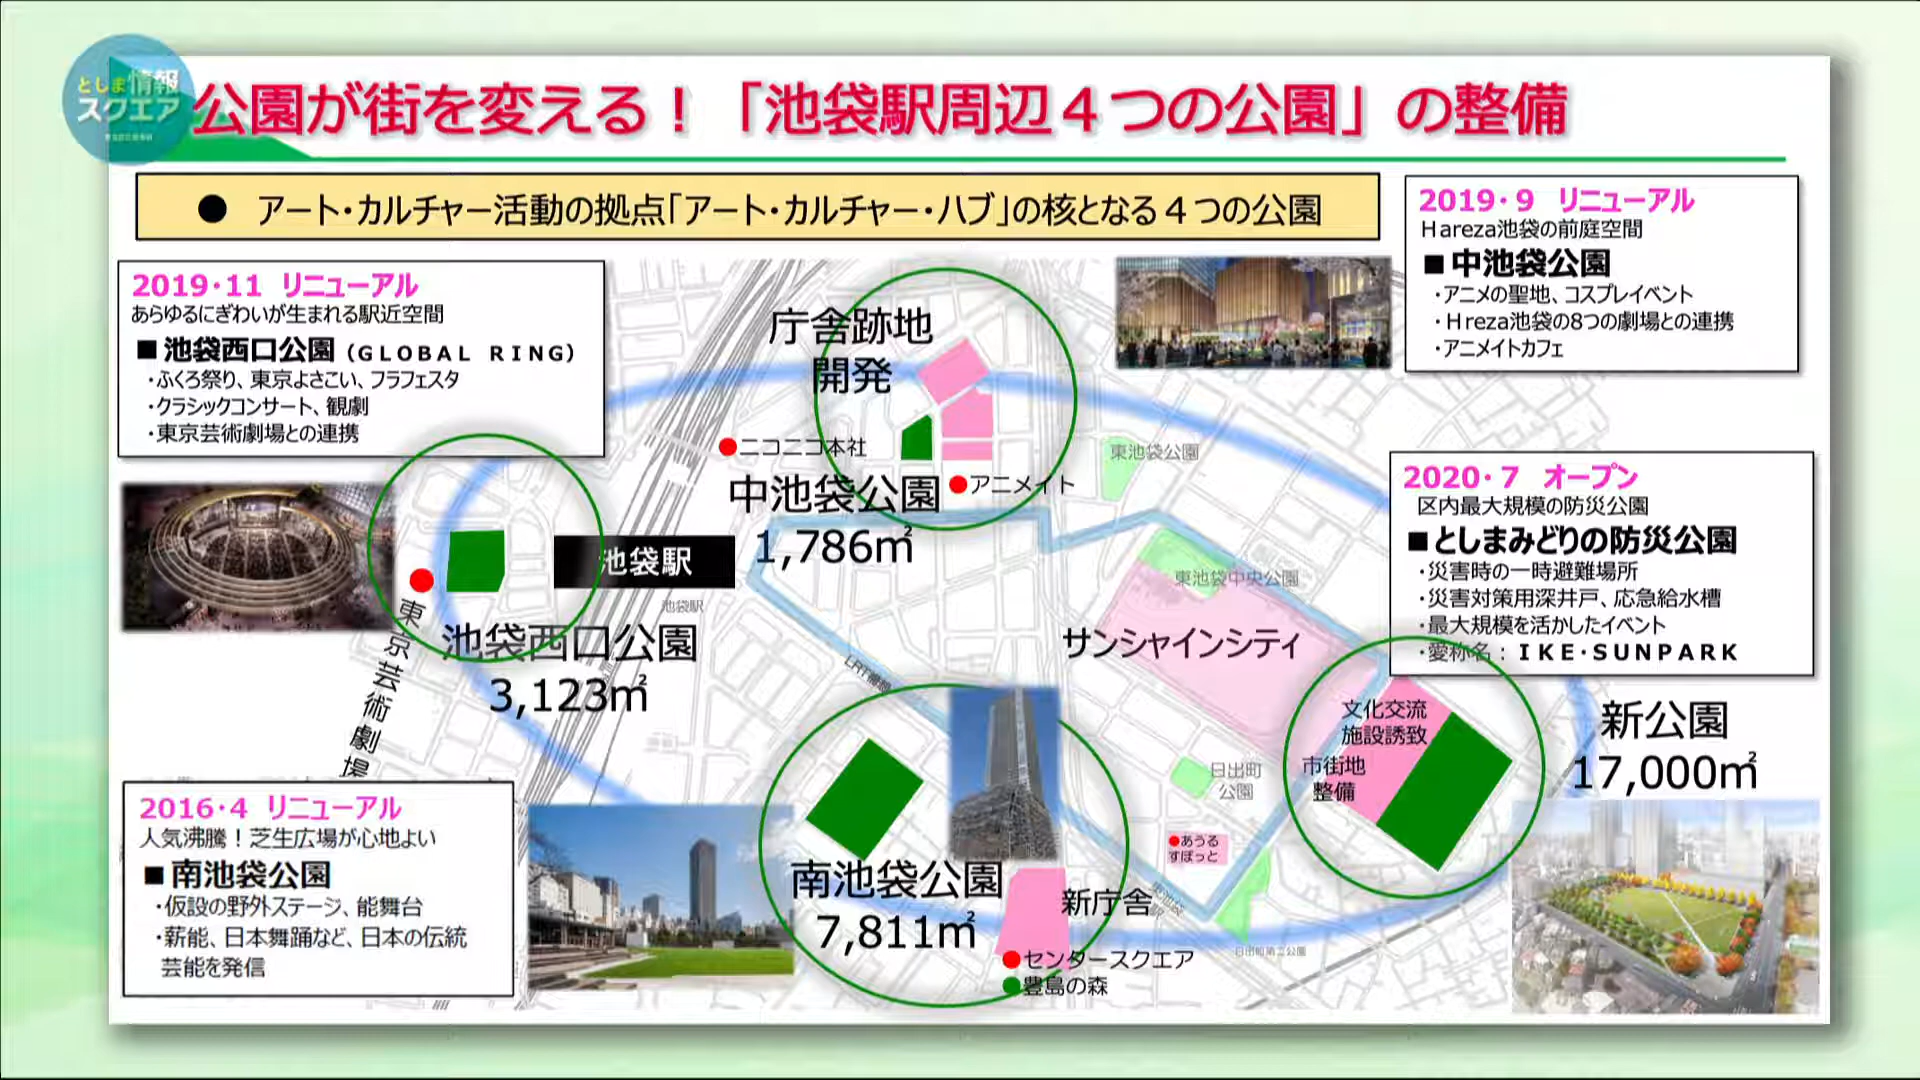 としま情報
スクエア
公園が街を変える！「池袋駅周辺４つの公園」の整備
● アート・カルチャー活動の拠点「アート・カルチャー・ハブ」の核となる４つの公園
2019・9 リニューアル
Hareza池袋の前庭空間
■中池袋公園
・アニメの聖地、コスプレイベント
・Hreza池袋の8つの劇場との連携
・アニメイトカフェ
2019・11 リニューアル
あらゆるにぎわいが生まれる駅近空間
■池袋西口公園（GLOBAL RING）
・ふくろ祭り、東京よさこい、フラフェスタ
・クラシックコンサート、観劇
・東京芸術劇場との連携
庁舎跡地
開発
ニコニコ本社
中池袋公園
1,786㎡
アニメイト
東池袋公園
2020・7 オープン
区内最大規模の防災公園
■としまみどりの防災公園
・災害時の一時避難場所
・災害対策用深井戸、応急給水槽
・最大規模を活かしたイベント
・愛称名：IKE・SUNPARK
池袋駅
池袋駅
東京芸術劇場
池袋西口公園
3,123㎡
東池袋中央公園
サンシャインシティ
文化交流
施設誘致
市街地
整備
新公園
17,000㎡
日出町
公園
あうる
すぽっと
2016・4 リニューアル
人気沸騰！芝生広場が心地よい
■南池袋公園
・仮設の野外ステージ、能舞台
・薪能、日本舞踊など、日本の伝統
芸能を発信
南池袋公園
7,811㎡
新庁舎
センタースクエア
豊島の森
日出町第二公園